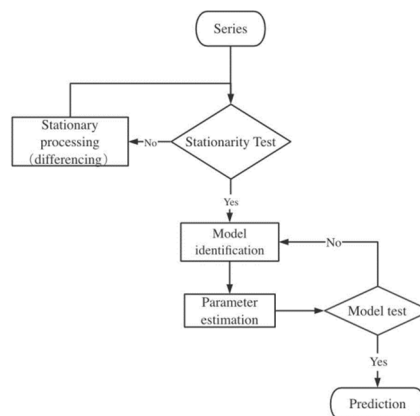 Series
Stationary
processing
（differencing）
No
Stationarity Test
Yes
Model
identification
No
Parameter
estimation
Model test
Yes
Prediction